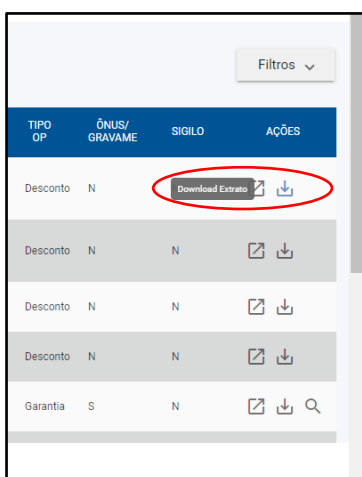 Filtros
TIPO OP ÔNUS/ GRAVAME SIGILO AÇÕES
Desconto N Download Extrato
Desconto N N
Desconto N N
Desconto N N
Garantia S N